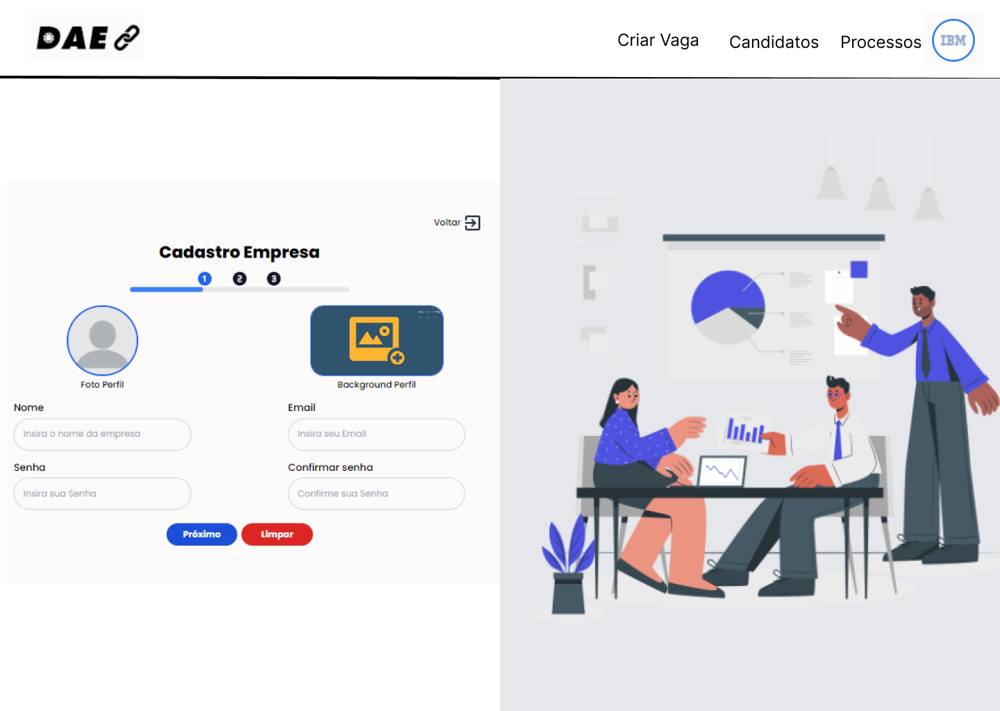 DAE
Criar Vaga
Candidatos
Processos
IBM
Voltar
Cadastro Empresa
1 2 3
Foto Perfil
Background Perfil
Nome
Email
Insira o nome da empresa
Insira seu Email
Senha
Confirmar senha
Insira sua Senha
Confirme sua Senha
Próximo
Limpar